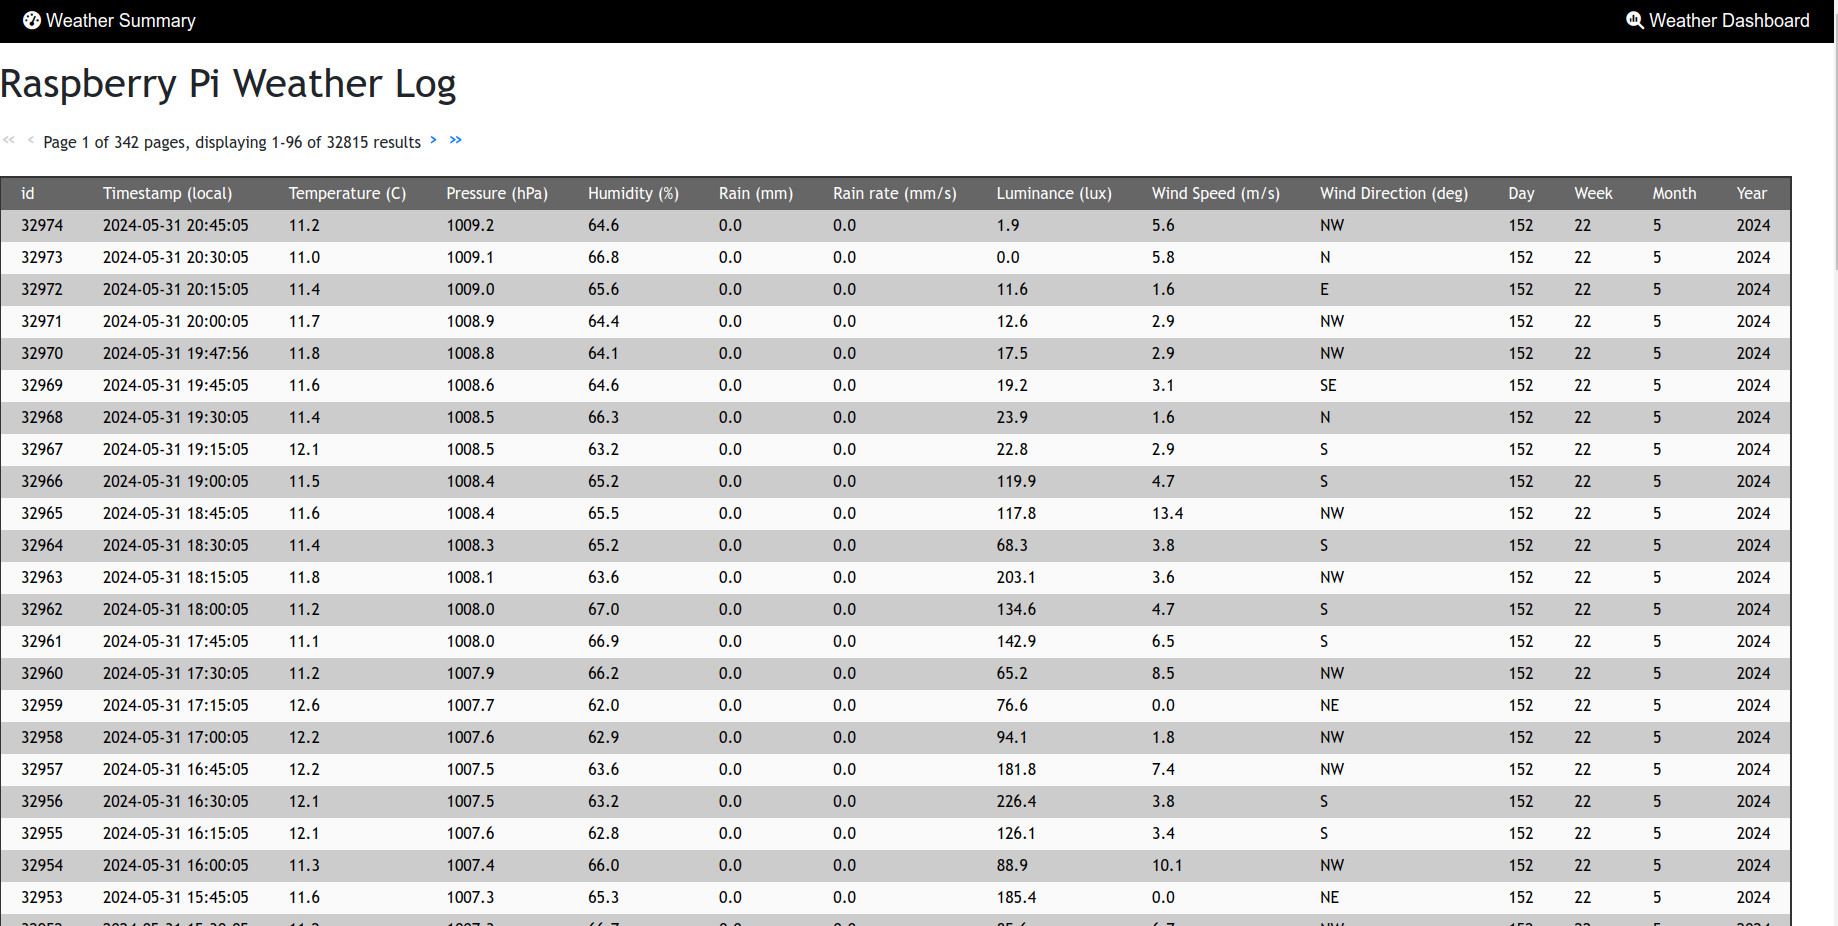 Weather Summary Weather Dashboard
Raspberry Pi Weather Log
« ‹ Page 1 of 342 pages, displaying 1-96 of 32815 results › »
id Timestamp (local) Temperature (C) Pressure (hPa) Humidity (%) Rain (mm) Rain rate (mm/s) Luminance (lux) Wind Speed (m/s) Wind Direction (deg) Day Week Month Year
32974 2024-05-31 20:45:05 11.2 1009.2 64.6 0.0 0.0 1.9 5.6 NW 152 22 5 2024
32973 2024-05-31 20:30:05 11.0 1009.1 66.8 0.0 0.0 0.0 5.8 N 152 22 5 2024
32972 2024-05-31 20:15:05 11.4 1009.0 65.6 0.0 0.0 11.6 1.6 E 152 22 5 2024
32971 2024-05-31 20:00:05 11.7 1008.9 64.4 0.0 0.0 12.6 2.9 NW 152 22 5 2024
32970 2024-05-31 19:47:56 11.8 1008.8 64.1 0.0 0.0 17.5 2.9 NW 152 22 5 2024
32969 2024-05-31 19:45:05 11.6 1008.6 64.6 0.0 0.0 19.2 3.1 SE 152 22 5 2024
32968 2024-05-31 19:30:05 11.4 1008.5 66.3 0.0 0.0 23.9 1.6 N 152 22 5 2024
32967 2024-05-31 19:15:05 12.1 1008.5 63.2 0.0 0.0 22.8 2.9 S 152 22 5 2024
32966 2024-05-31 19:00:05 11.5 1008.4 65.2 0.0 0.0 119.9 4.7 S 152 22 5 2024
32965 2024-05-31 18:45:05 11.6 1008.4 65.5 0.0 0.0 117.8 13.4 NW 152 22 5 2024
32964 2024-05-31 18:30:05 11.4 1008.3 65.2 0.0 0.0 68.3 3.8 S 152 22 5 2024
32963 2024-05-31 18:15:05 11.8 1008.1 63.6 0.0 0.0 203.1 3.6 NW 152 22 5 2024
32962 2024-05-31 18:00:05 11.2 1008.0 67.0 0.0 0.0 134.6 4.7 S 152 22 5 2024
32961 2024-05-31 17:45:05 11.1 1008.0 66.9 0.0 0.0 142.9 6.5 S 152 22 5 2024
32960 2024-05-31 17:30:05 11.2 1007.9 66.2 0.0 0.0 65.2 8.5 NW 152 22 5 2024
32959 2024-05-31 17:15:05 12.6 1007.7 62.0 0.0 0.0 76.6 0.0 NE 152 22 5 2024
32958 2024-05-31 17:00:05 12.2 1007.6 62.9 0.0 0.0 94.1 1.8 NW 152 22 5 2024
32957 2024-05-31 16:45:05 12.2 1007.5 63.6 0.0 0.0 181.8 7.4 NW 152 22 5 2024
32956 2024-05-31 16:30:05 12.1 1007.5 63.2 0.0 0.0 226.4 3.8 S 152 22 5 2024
32955 2024-05-31 16:15:05 12.1 1007.6 62.8 0.0 0.0 126.1 3.4 S 152 22 5 2024
32954 2024-05-31 16:00:05 11.3 1007.4 66.0 0.0 0.0 88.9 10.1 NW 152 22 5 2024
32953 2024-05-31 15:45:05 11.6 1007.3 65.3 0.0 0.0 185.4 0.0 NE 152 22 5 2024